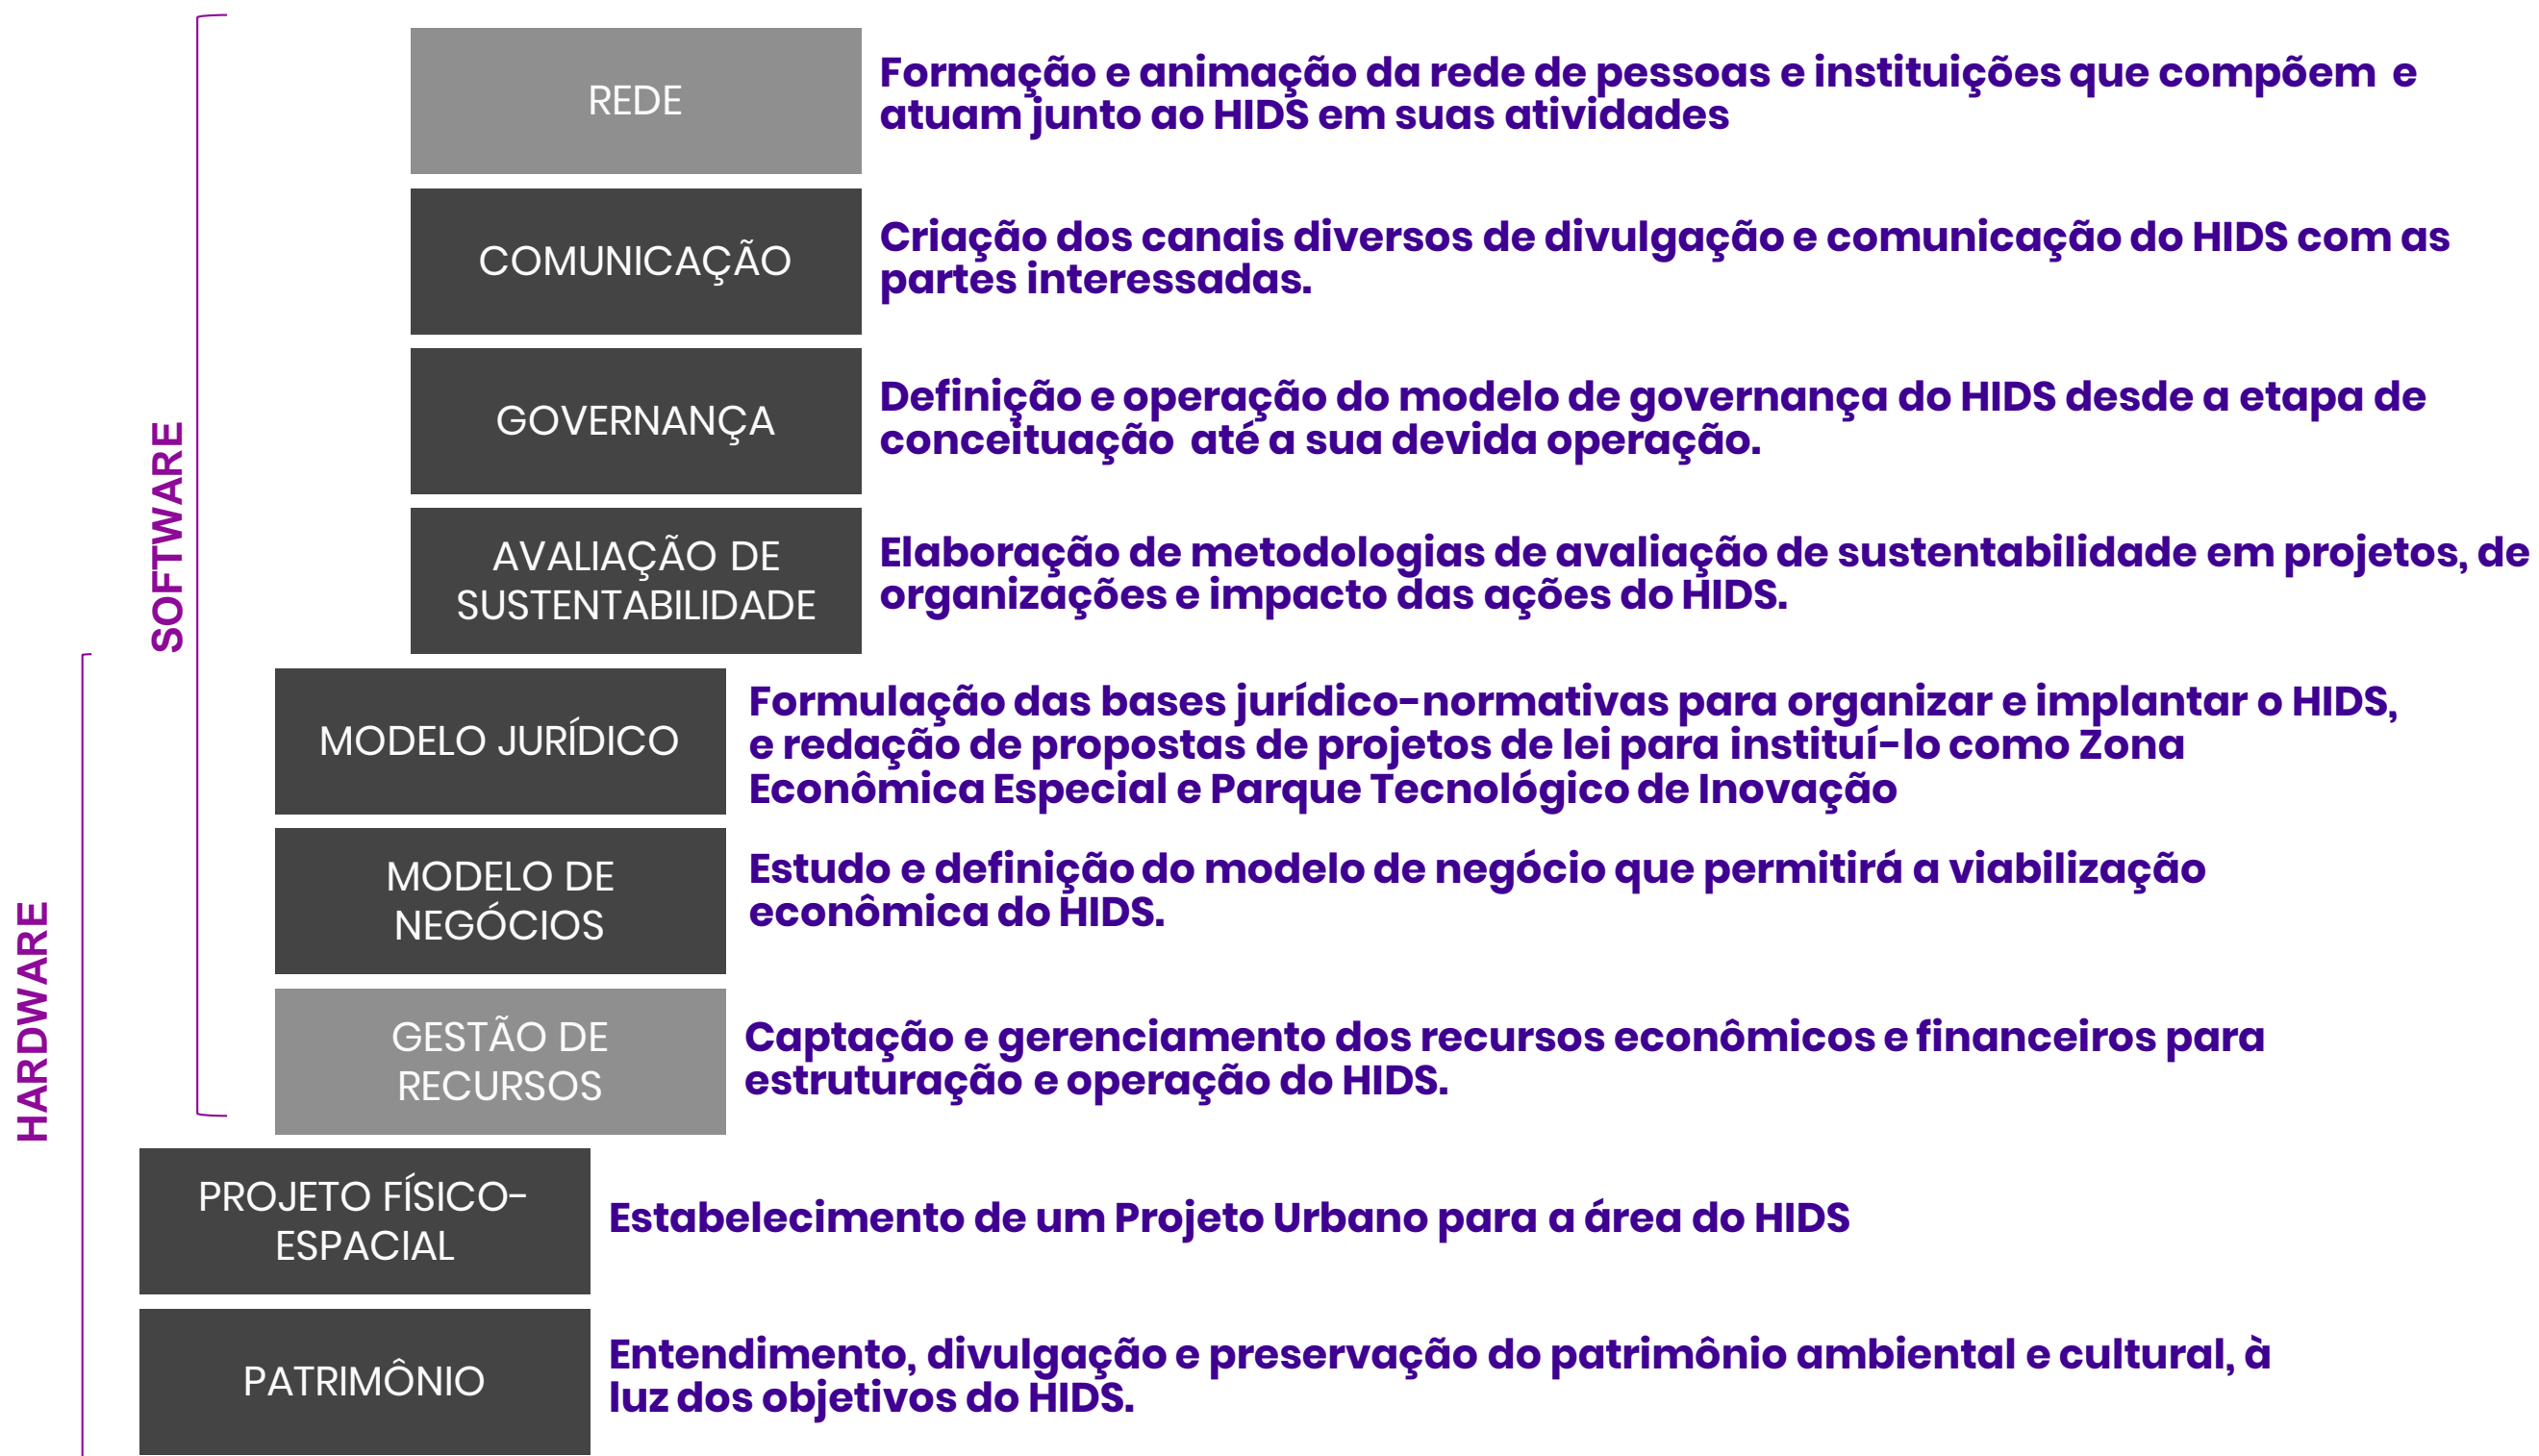 SOFTWARE
HARDWARE
REDE
Formação e animação da rede de pessoas e instituições que compõem e
atuam junto ao HIDS em suas atividades
COMUNICAÇÃO
Criação dos canais diversos de divulgação e comunicação do HIDS com as
partes interessadas.
GOVERNANÇA
Definição e operação do modelo de governança do HIDS desde a etapa de
conceituação até a sua devida operação.
AVALIAÇÃO DE
SUSTENTABILIDADE
Elaboração de metodologias de avaliação de sustentabilidade em projetos, de
organizações e impacto das ações do HIDS.
MODELO JURÍDICO
Formulação das bases jurídico-normativas para organizar e implantar o HIDS,
e redação de propostas de projetos de lei para instituí-lo como Zona
Econômica Especial e Parque Tecnológico de Inovação
MODELO DE
NEGÓCIOS
Estudo e definição do modelo de negócio que permitirá a viabilização
econômica do HIDS.
GESTÃO DE
RECURSOS
Captação e gerenciamento dos recursos econômicos e financeiros para
estruturação e operação do HIDS.
PROJETO FÍSICO-
ESPACIAL
Estabelecimento de um Projeto Urbano para a área do HIDS
PATRIMÔNIO
Entendimento, divulgação e preservação do patrimônio ambiental e cultural, à
luz dos objetivos do HIDS.